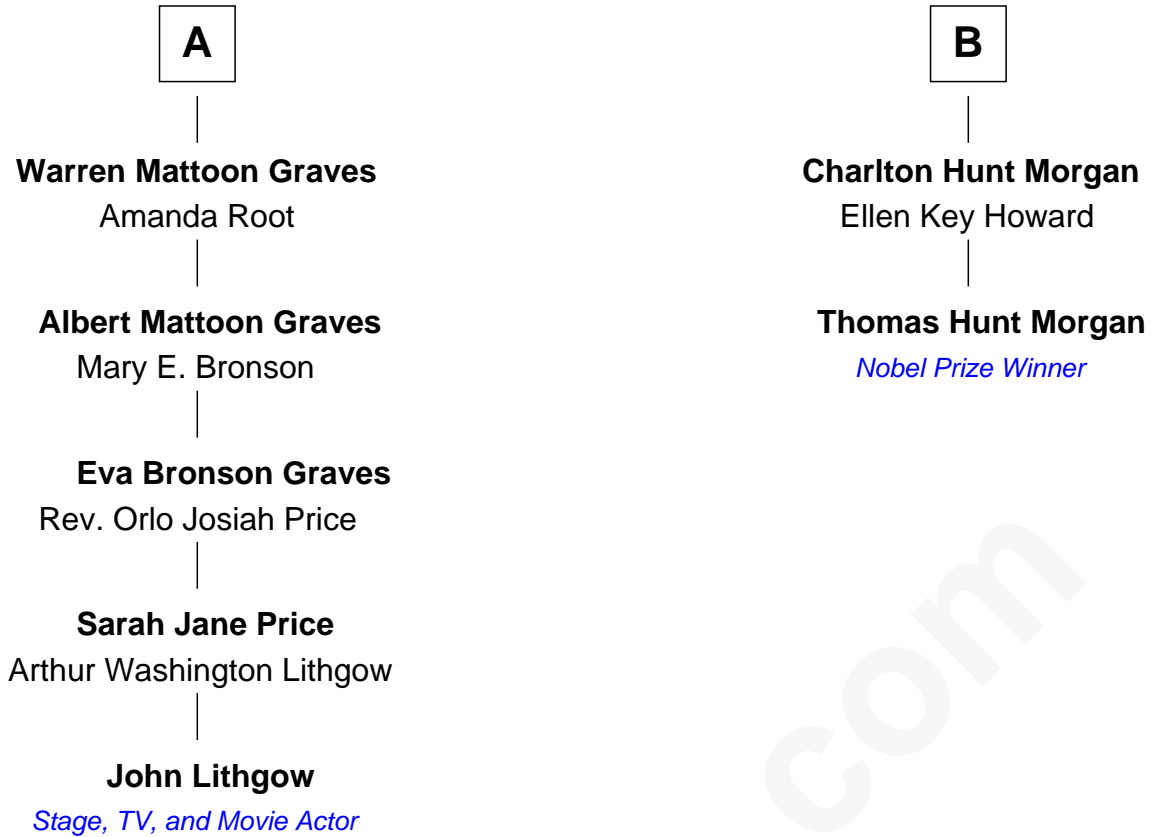 A
Warren Mattoon Graves
Amanda Root
Albert Mattoon Graves
Mary E. Bronson
Eva Bronson Graves
Rev. Orlo Josiah Price
Sarah Jane Price
Arthur Washington Lithgow
John Lithgow
Stage, TV, and Movie Actor
B
Charlton Hunt Morgan
Ellen Key Howard
Thomas Hunt Morgan
Nobel Prize Winner
com